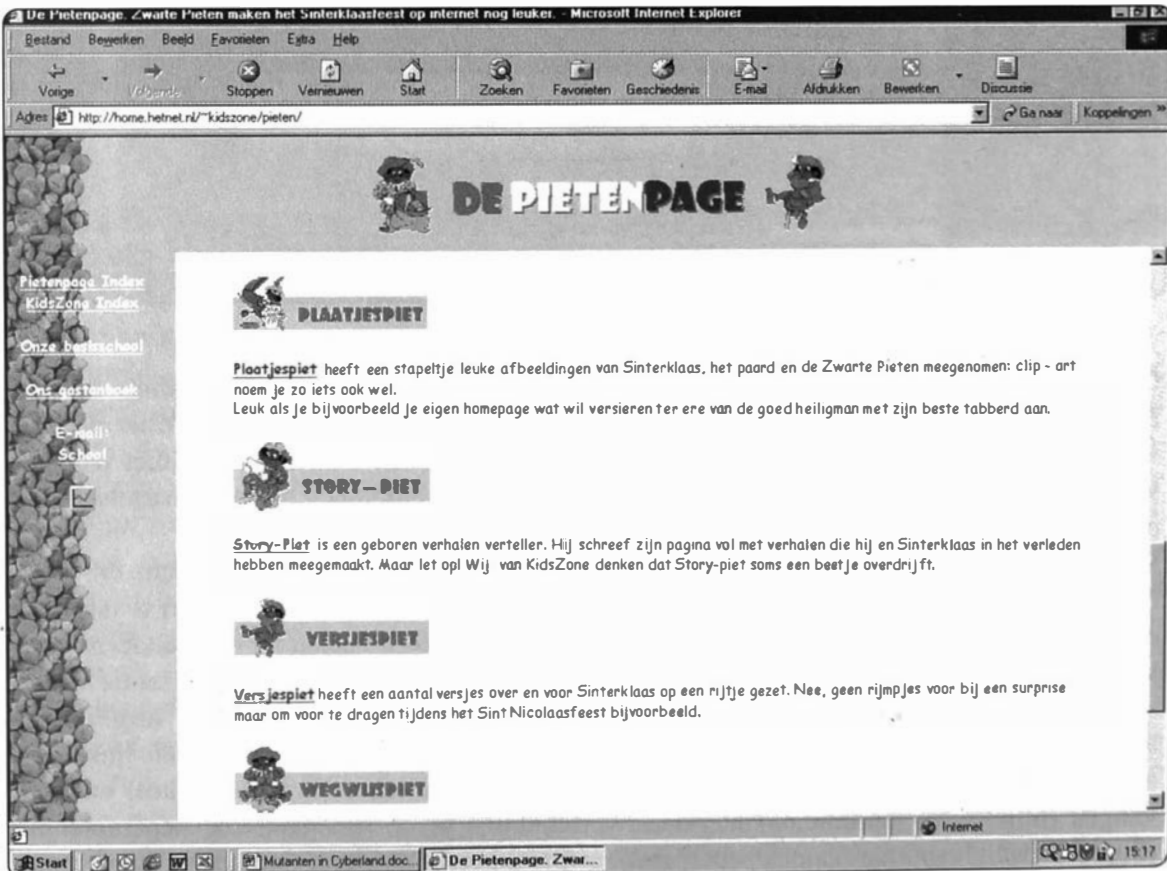 De Pietenpage. Zwarte Pieten maken het Sinterklaasfeest op internet nog leuker. - Microsoft Internet Explorer
Bestand Bewerken Beeld Favorieten Extra Help
Vorige Volgende Stoppen Vernieuwen Start Zoeken Favorieten Geschiedenis E-mail Afdrukken Bewerken Discussie
Adres http://home.hetnet.nl/~kidszone/pieten/ Ga naar Koppelingen »
DE PIETENPAGE
Pietenpage Index
KidsZone Index
Onze basisschool
Ons gastenboek
E-mail:
School
PLAATJESPIET
Plaatjespiet heeft een stapeltje leuke afbeeldingen van Sinterklaas, het paard en de Zwarte Pieten meegenomen: clip - art
noem je zo iets ook wel.
Leuk als je bijvoorbeeld je eigen homepage wat wil versieren ter ere van de goed heiligman met zijn beste tabberd aan.
STORY-PIET
Story-Piet is een geboren verhalen verteller. Hij schreef zijn pagina vol met verhalen die hij en Sinterklaas in het verleden
hebben meegemaakt. Maar let op! Wij van KidsZone denken dat Story-piet soms een beetje overdrijft.
VERSJESPIET
Versjespiet heeft een aantal versjes over en voor Sinterklaas op een rijtje gezet. Nee, geen rijmpjes voor bij een surprise
maar om voor te dragen tijdens het Sint Nicolaasfeest bijvoorbeeld.
WEGWIJSPIET
Internet
Start Mutanten in Cyberland.doc... De Pietenpage. Zwar... 15:17